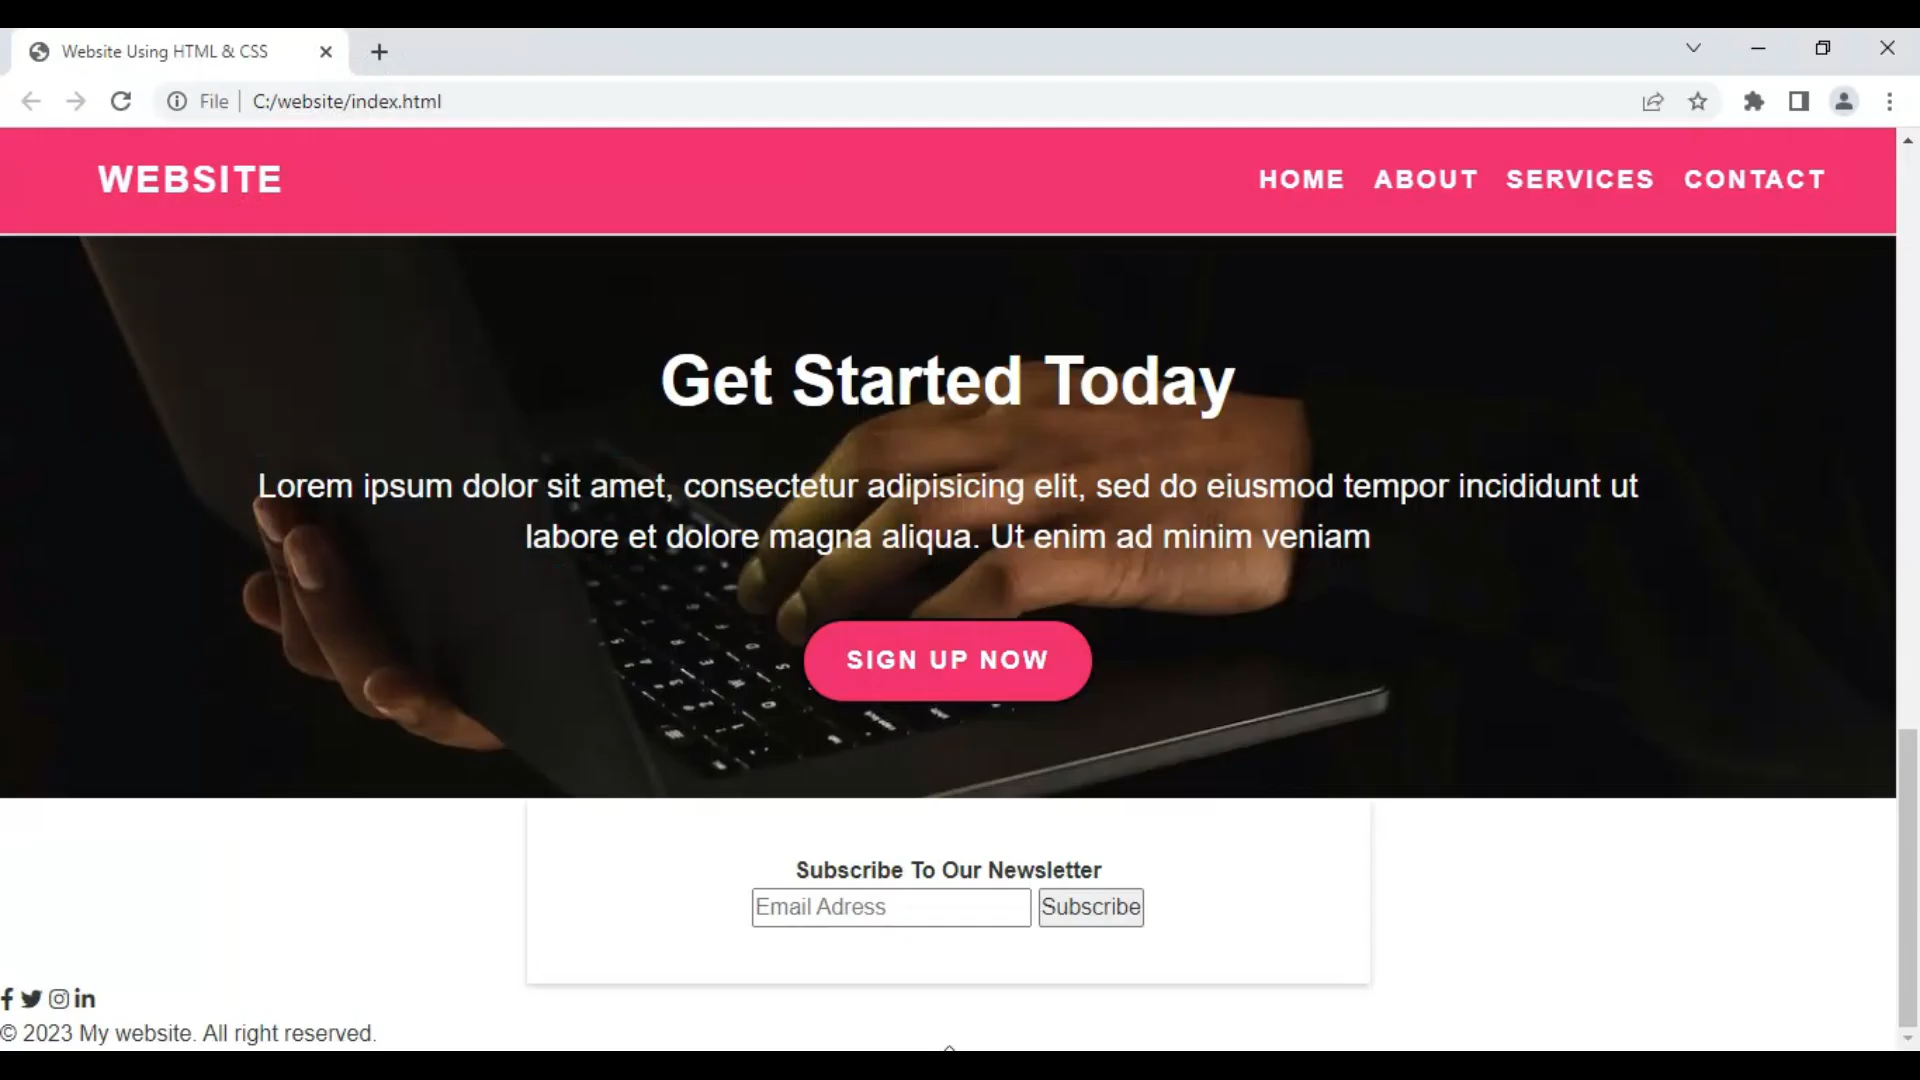 Website Using HTML & CSS
File | C:/website/index.html
WEBSITE HOME ABOUT SERVICES CONTACT
Get Started Today
Lorem ipsum dolor sit amet, consectetur adipisicing elit, sed do eiusmod tempor incididunt ut
labore et dolore magna aliqua. Ut enim ad minim veniam
SIGN UP NOW
Subscribe To Our Newsletter
Email Adress Subscribe
© 2023 My website. All right reserved.